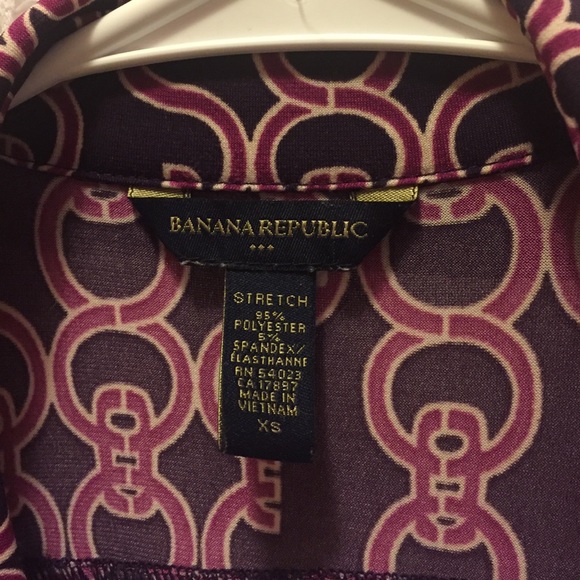 BANANA REPUBLIC
STRETCH
95%
POLYESTER
5%
SPANDEX/
ÉLASTHANNE
RN 54023
CA 17897
MADE IN
VIETNAM
XS